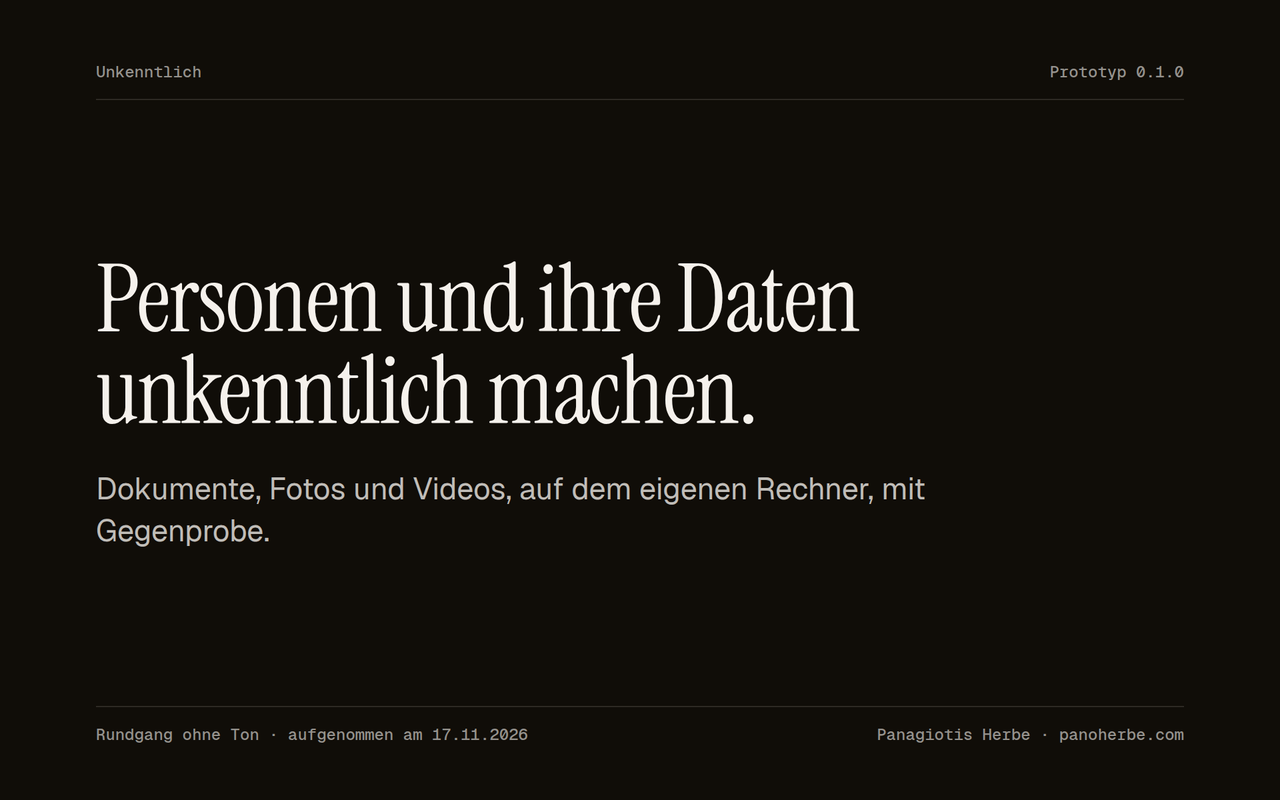 Unkenntlich
Prototyp 0.1.0
Personen und ihre Daten
unkenntlich machen.
Dokumente, Fotos und Videos, auf dem eigenen Rechner, mit
Gegenprobe.
Rundgang ohne Ton · aufgenommen am 17.11.2026
Panagiotis Herbe · panoherbe.com